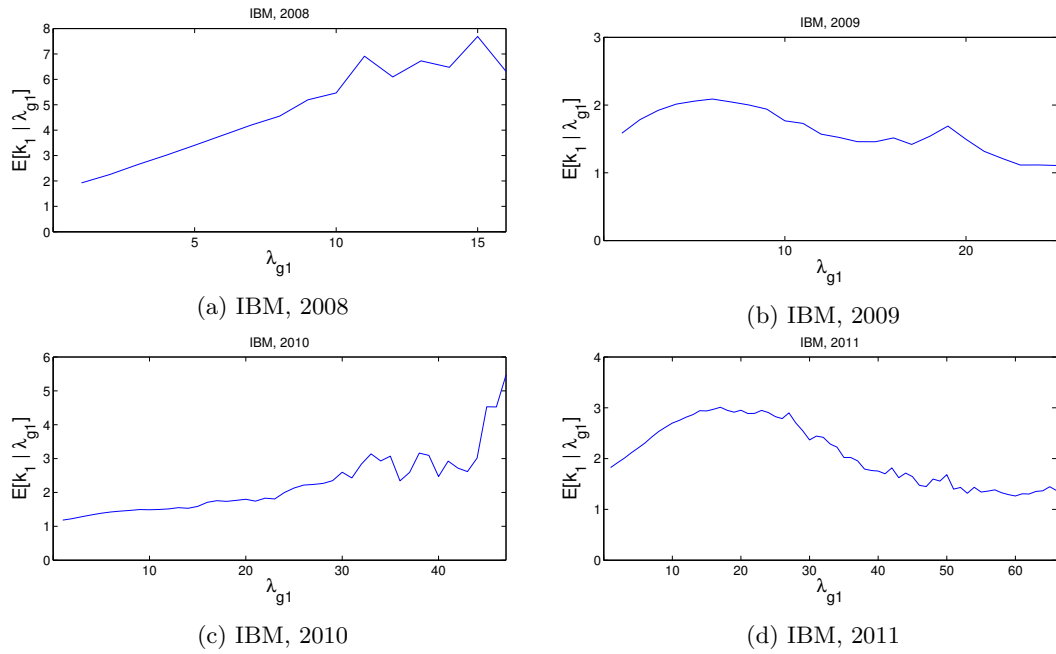 IBM, 2008
8
7
6
5
4
3
2
1
0
5
10
15
E[k1 | λg1]
λg1
(a) IBM, 2008
IBM, 2009
3
2
1
0
10
20
E[k1 | λg1]
λg1
(b) IBM, 2009
IBM, 2010
6
5
4
3
2
1
0
10
20
30
40
E[k1 | λg1]
λg1
(c) IBM, 2010
IBM, 2011
4
3
2
1
0
10
20
30
40
50
60
E[k1 | λg1]
λg1
(d) IBM, 2011